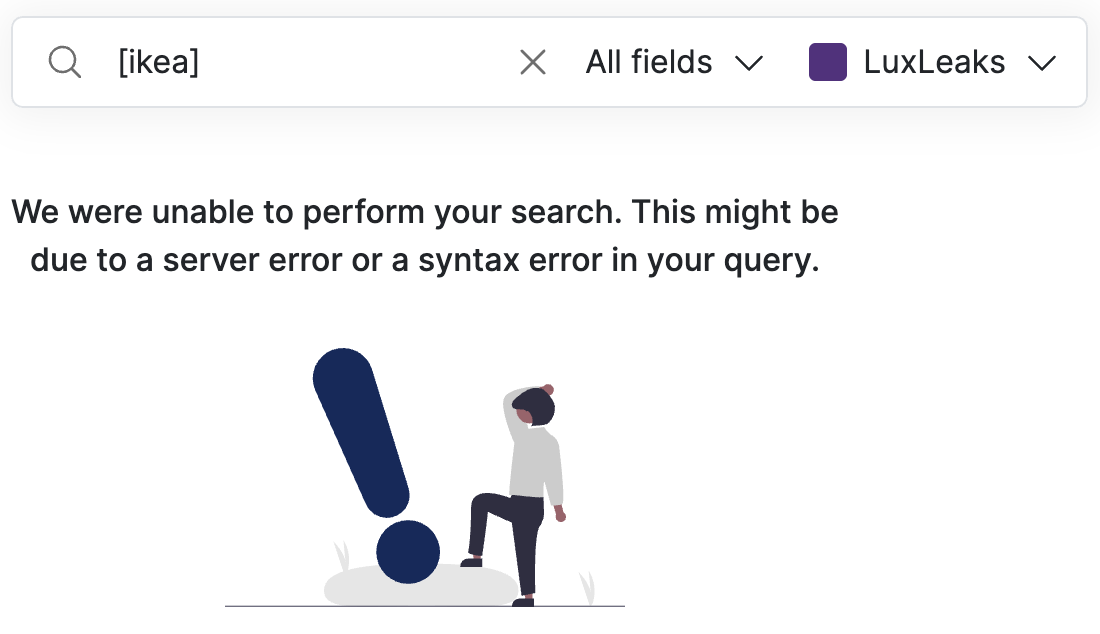 [ikea] All fields LuxLeaks
We were unable to perform your search. This might be
due to a server error or a syntax error in your query.